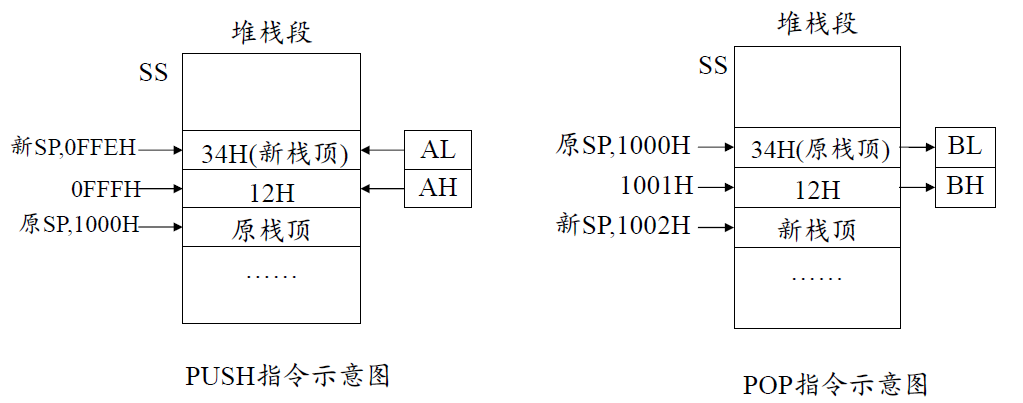 堆栈段
SS
新SP,0FFEH
34H(新栈顶)
AL
0FFFH
12H
AH
原SP,1000H
原栈顶
……
PUSH指令示意图
堆栈段
SS
原SP,1000H
34H(原栈顶)
BL
1001H
12H
BH
新SP,1002H
新栈顶
……
POP指令示意图